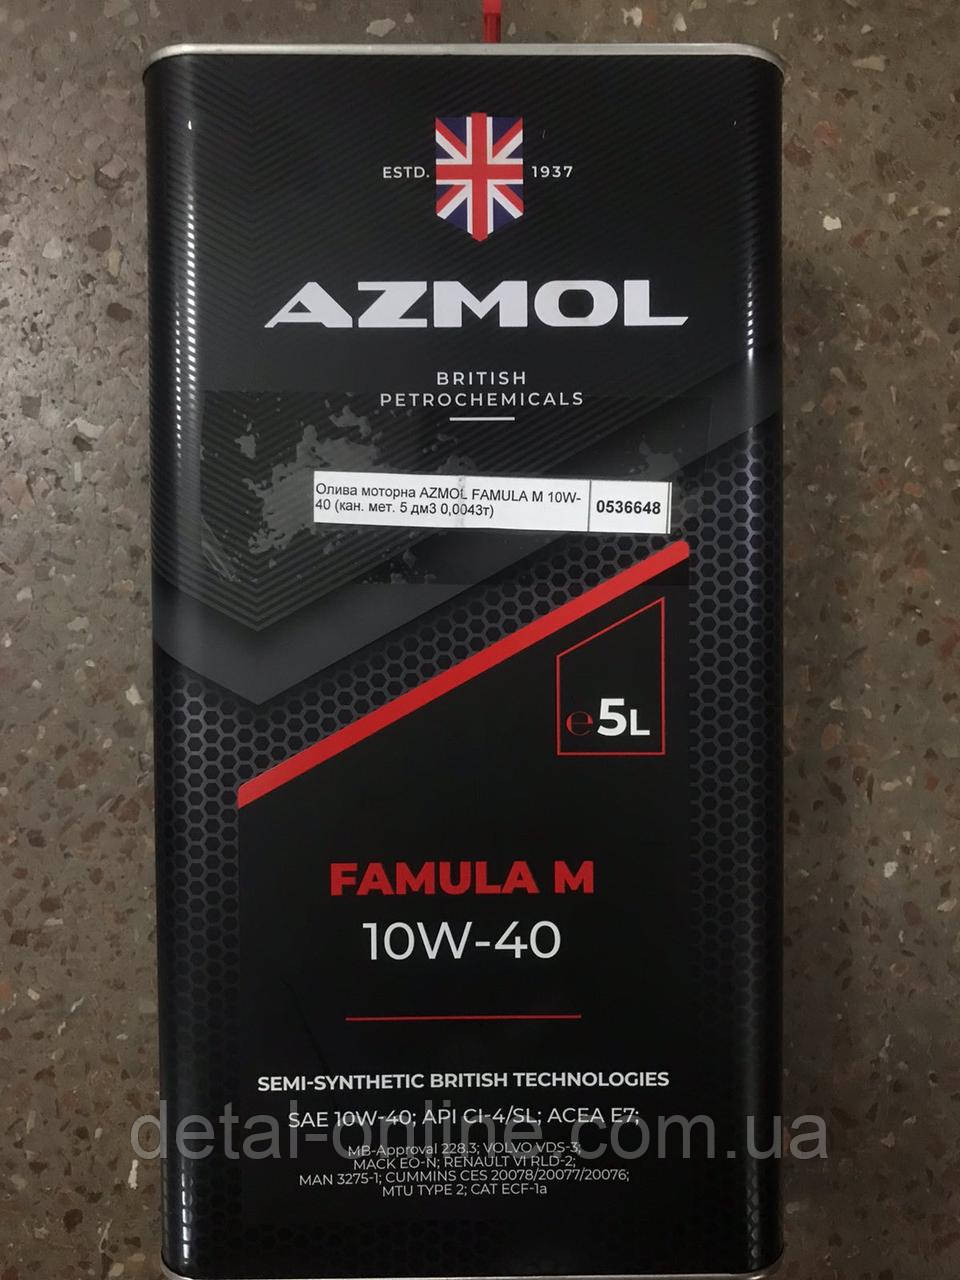 ESTD. 1937
AZMOL
BRITISH
PETROCHEMICALS
Олива моторна AZMOL FAMULA M 10W-
40 (кан. мет. 5 дм3 0,0043т)
0536648
e 5L
FAMULA M
10W-40
SEMI-SYNTHETIC BRITISH TECHNOLOGIES
SAE 10W-40; API CI-4/SL; ACEA E7;
detal-online.com.ua
MB-Approval 228.3; VOLVO VDS-3;
MACK EO-N; RENAULT VI RLD-2;
MAN 3275-1; CUMMINS CES 20078/20077/20076;
MTU TYPE 2; CAT ECF-1a